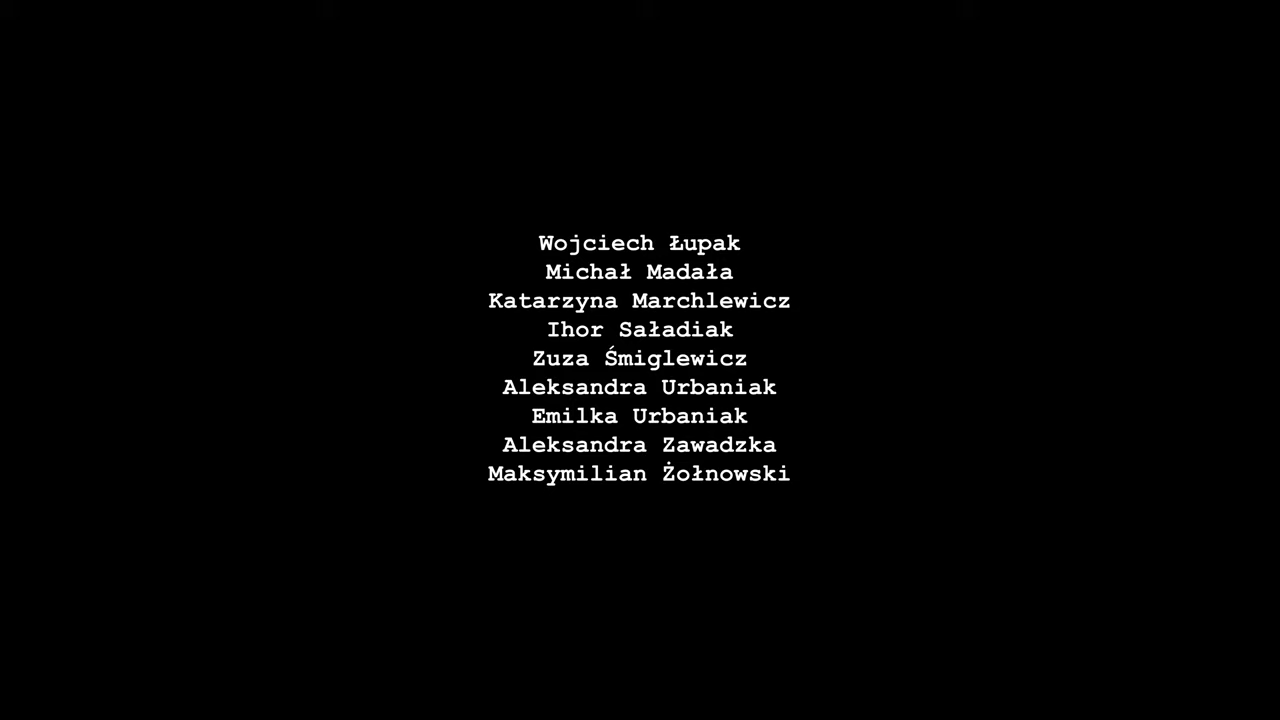 Wojciech Łupak
Michał Madała
Katarzyna Marchlewicz
Ihor Saładiak
Zuza Śmiglewicz
Aleksandra Urbaniak
Emilka Urbaniak
Aleksandra Zawadzka
Maksymilian Żołnowski